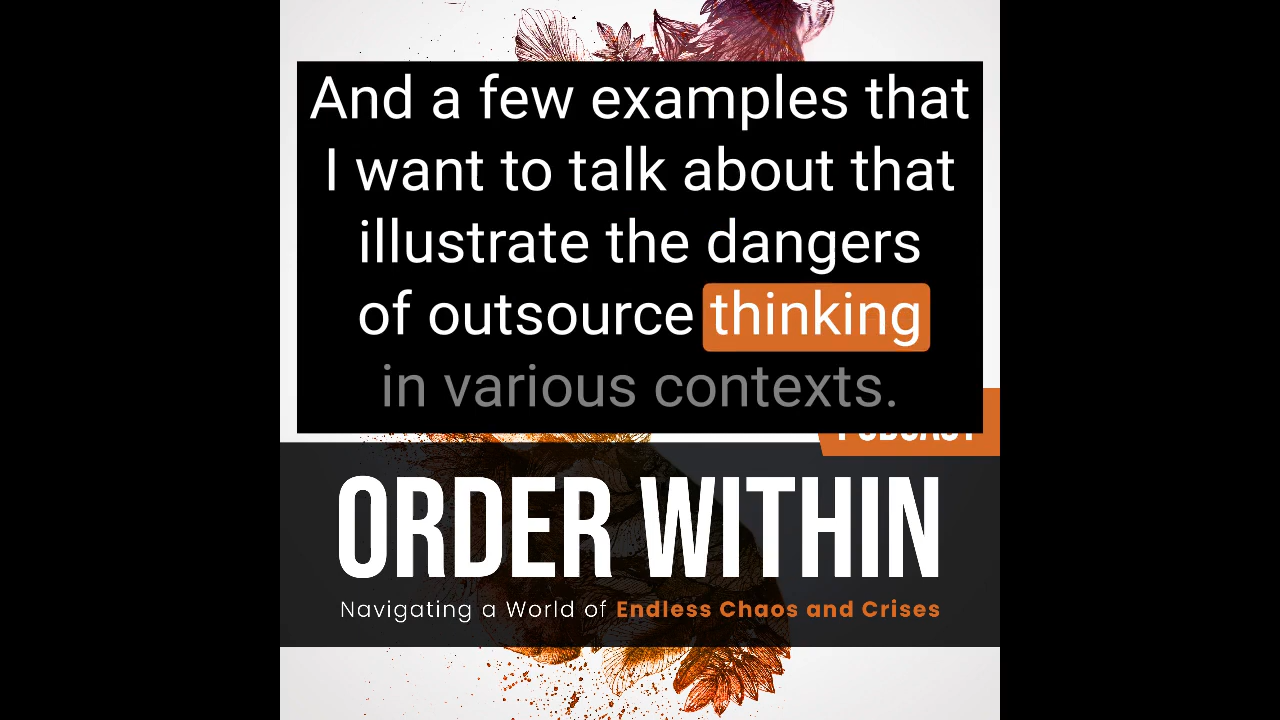 And a few examples that
I want to talk about that
illustrate the dangers
of outsource thinking
in various contexts.
ORDER WITHIN
Navigating a World of Endless Chaos and Crises